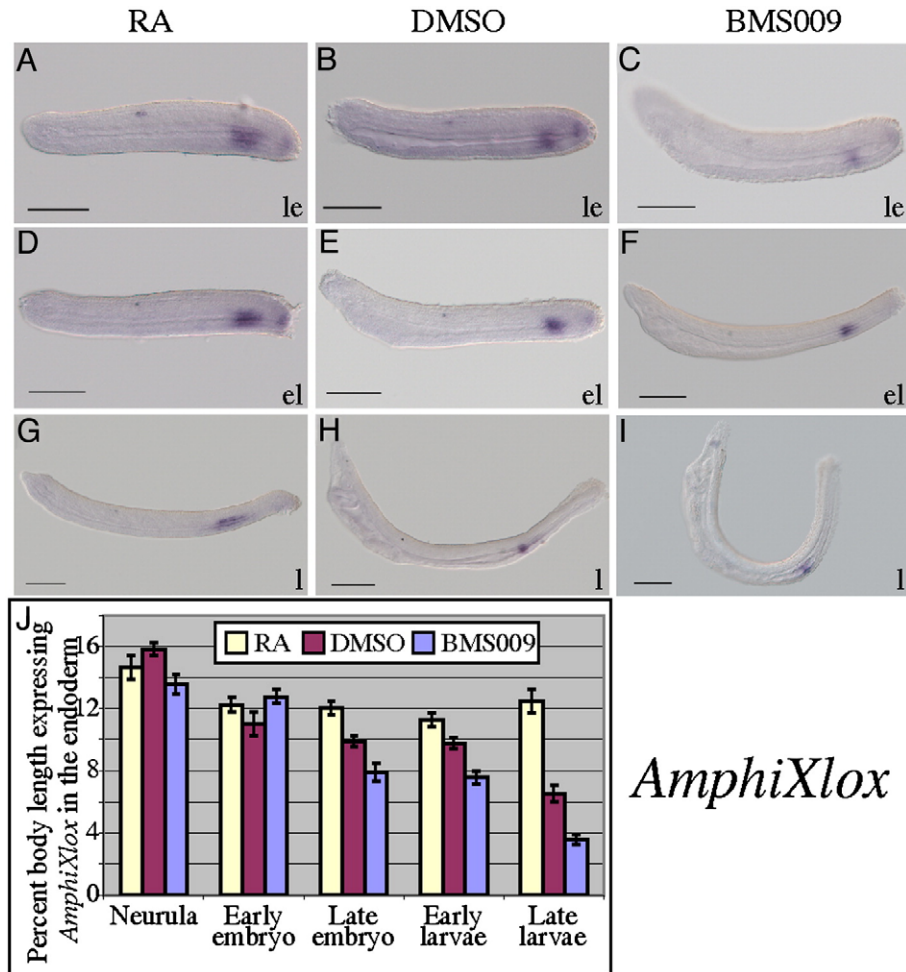 RA DMSO BMS009
A B C
le le le
D E F
el el el
G H I
l l l
J
Percent body length expressing
AmphiXlox in the endoderm
RA DMSO BMS009
16
12
8
4
0
Neurula Early embryo Late embryo Early larvae Late larvae
AmphiXlox